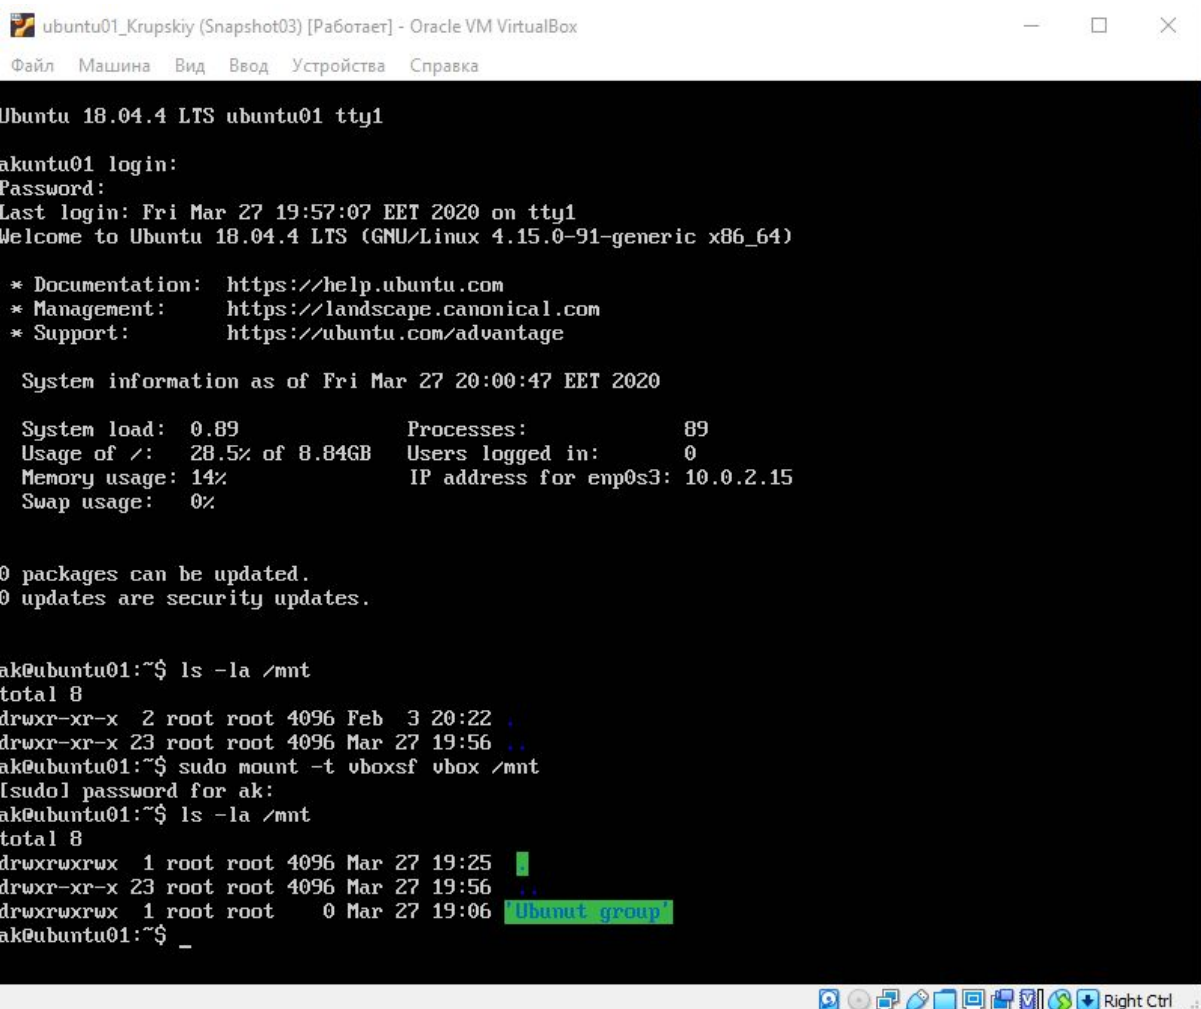 ubuntu01_Krupskiy (Snapshot03) [Работает] - Oracle VM VirtualBox
Файл Машина Вид Ввод Устройства Справка
Ubuntu 18.04.4 LTS ubuntu01 tty1
akuntu01 login:
Password:
Last login: Fri Mar 27 19:57:07 EET 2020 on tty1
Welcome to Ubuntu 18.04.4 LTS (GNU/Linux 4.15.0-91-generic x86_64)
* Documentation: https://help.ubuntu.com
* Management: https://landscape.canonical.com
* Support: https://ubuntu.com/advantage
System information as of Fri Mar 27 20:00:47 EET 2020
System load: 0.89 Processes: 89
Usage of /: 28.5% of 8.84GB Users logged in: 0
Memory usage: 14% IP address for enp0s3: 10.0.2.15
Swap usage: 0%
0 packages can be updated.
0 updates are security updates.
ak@ubuntu01:~$ ls -la /mnt
total 8
drwxr-xr-x 2 root root 4096 Feb 3 20:22 .
drwxr-xr-x 23 root root 4096 Mar 27 19:56 ..
ak@ubuntu01:~$ sudo mount -t vboxsf vbox /mnt
[sudo] password for ak:
ak@ubuntu01:~$ ls -la /mnt
total 8
drwxrwxrwx 1 root root 4096 Mar 27 19:25 .
drwxr-xr-x 23 root root 4096 Mar 27 19:56 ..
drwxrwxrwx 1 root root 0 Mar 27 19:06 'Ubunut group'
ak@ubuntu01:~$ _
Right Ctrl